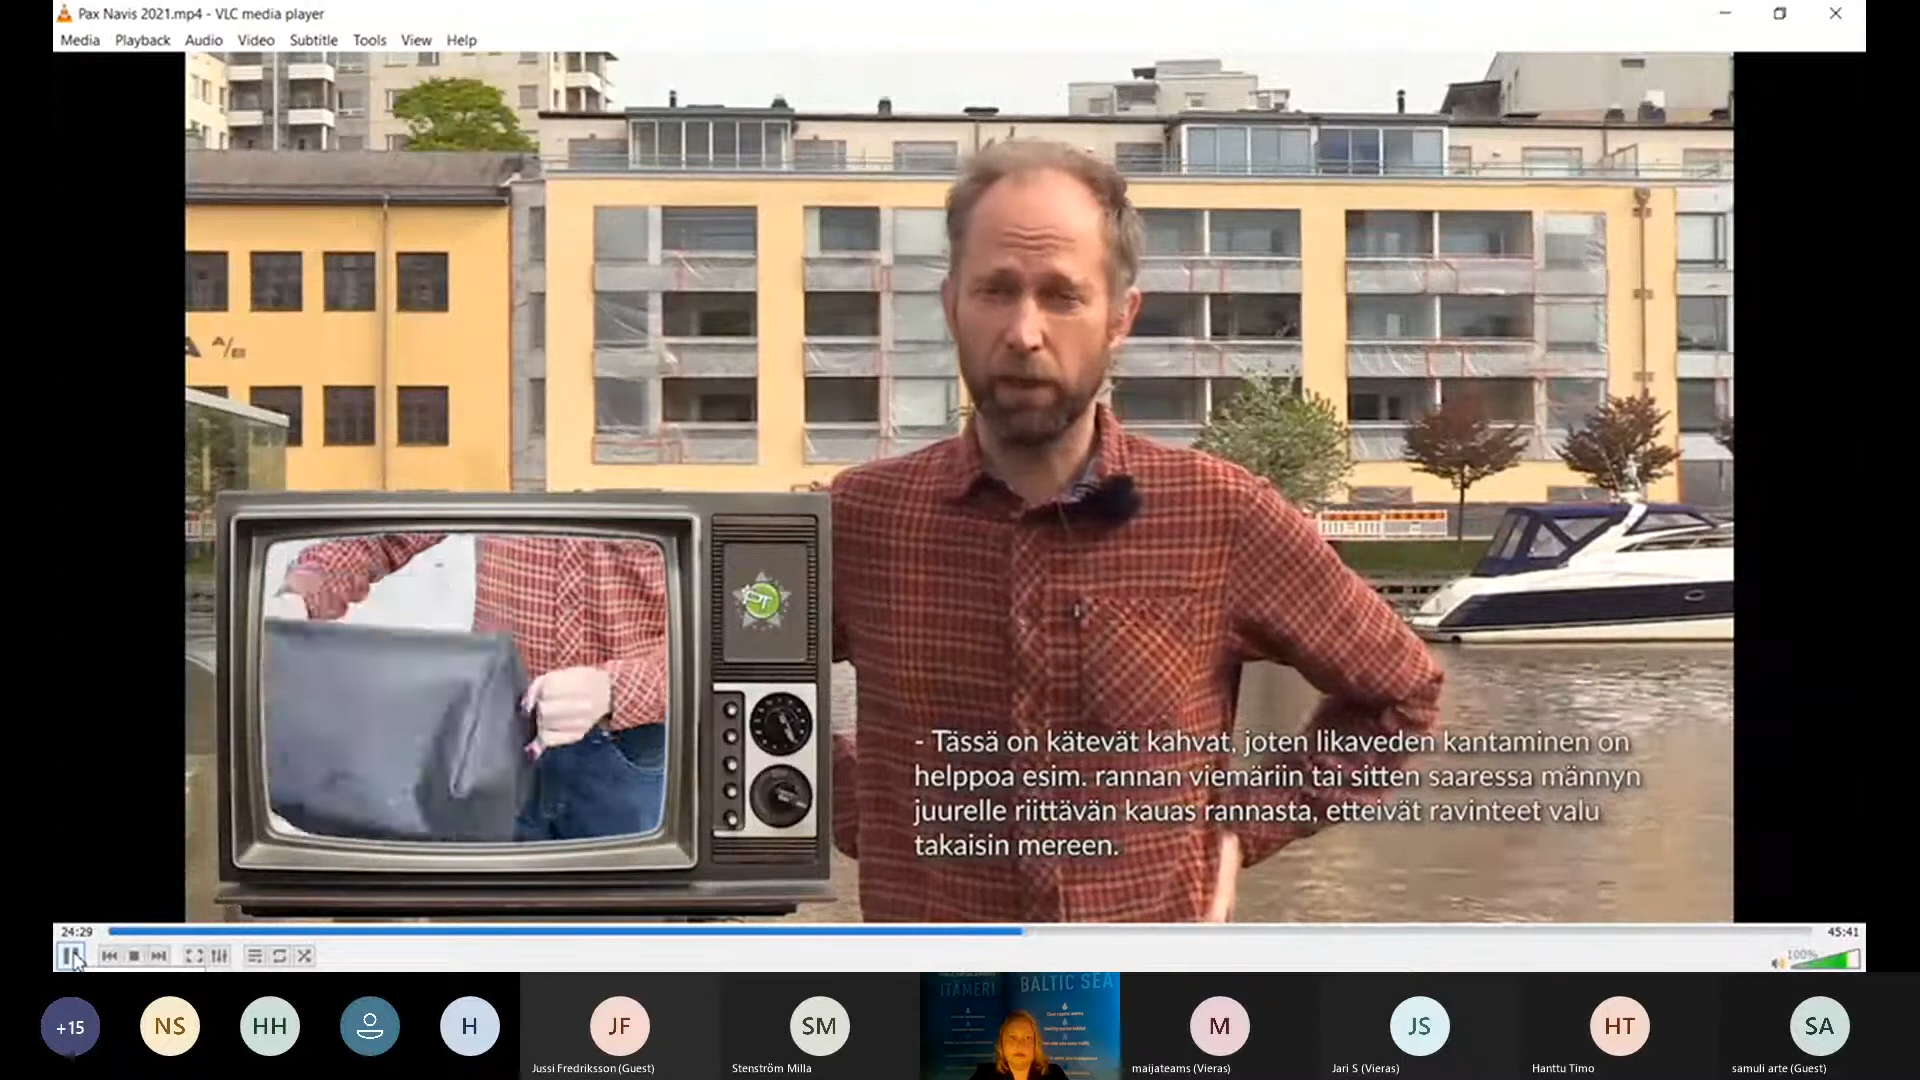 Pax Navis 2021.mp4 - VLC media player
Media Playback Audio Video Subtitle Tools View Help
A A/B
PT
- Tässä on kätevät kahvat, joten likaveden kantaminen on
helppoa esim. rannan viemäriin tai sitten saaressa männyn
juurelle riittävän kauas rannasta, etteivät ravinteet valu
takaisin mereen.
24:29
45:41
100%
ITÄMERI
BALTIC SEA
+15
NS
HH
H
JF
SM
M
JS
HT
SA
Jussi Fredriksson (Guest)
Stenström Milla
maijateams (Vieras)
Jari S (Vieras)
Hanttu Timo
samuli arte (Guest)